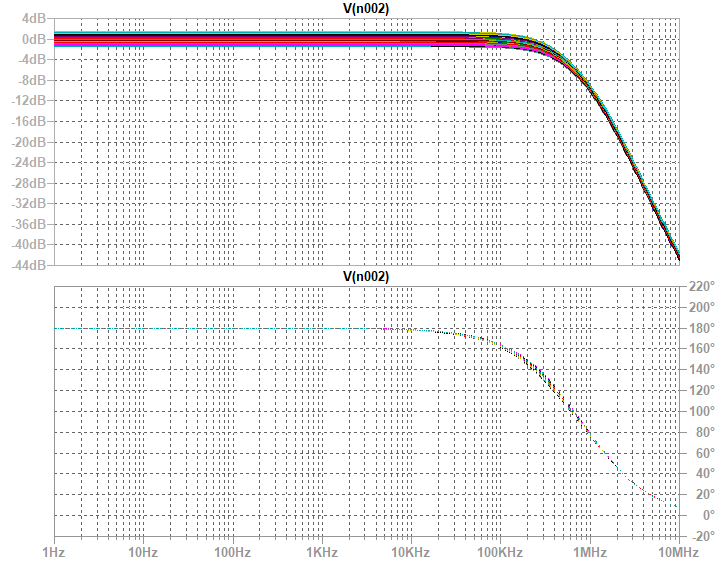 V(n002)
4dB
0dB
-4dB
-8dB
-12dB
-16dB
-20dB
-24dB
-28dB
-32dB
-36dB
-40dB
-44dB
V(n002)
220°
200°
180°
160°
140°
120°
100°
80°
60°
40°
20°
0°
-20°
1Hz 10Hz 100Hz 1KHz 10KHz 100KHz 1MHz 10MHz